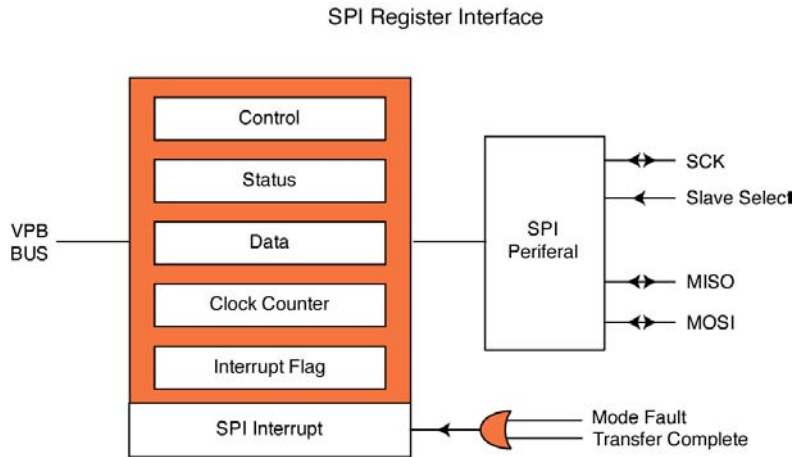 SPI Register Interface
Control
Status
Data
Clock Counter
Interrupt Flag
SPI Interrupt
VPB
BUS
SPI
Periferal
SCK
Slave Select
MISO
MOSI
Mode Fault
Transfer Complete